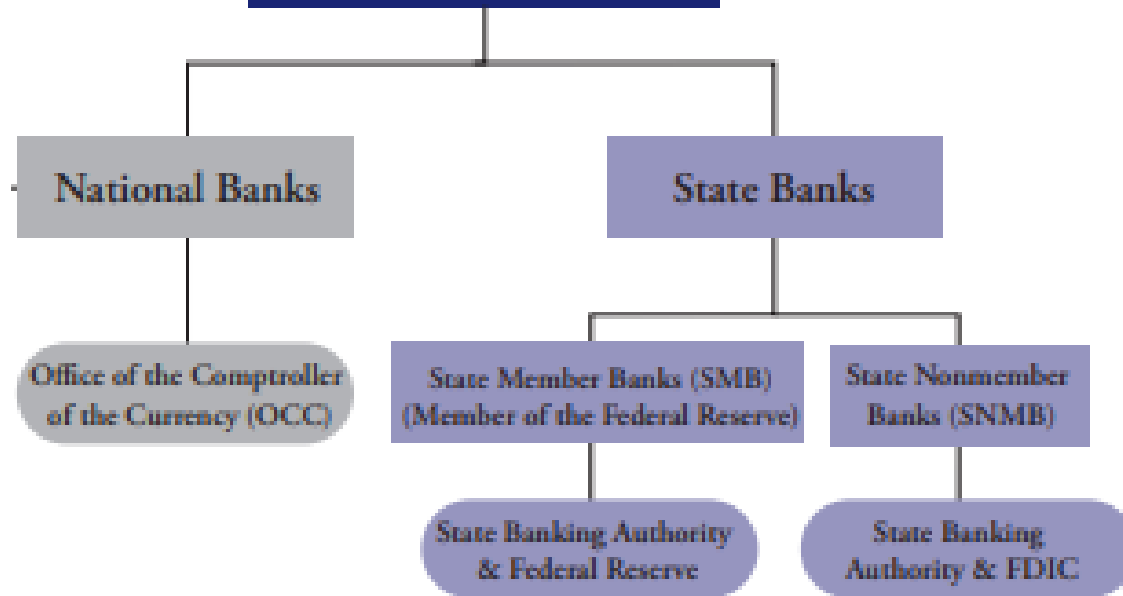 National Banks
State Banks
Office of the Comptroller
of the Currency (OCC)
State Member Banks (SMB)
(Member of the Federal Reserve)
State Nonmember
Banks (SNMB)
State Banking Authority
& Federal Reserve
State Banking
Authority & FDIC